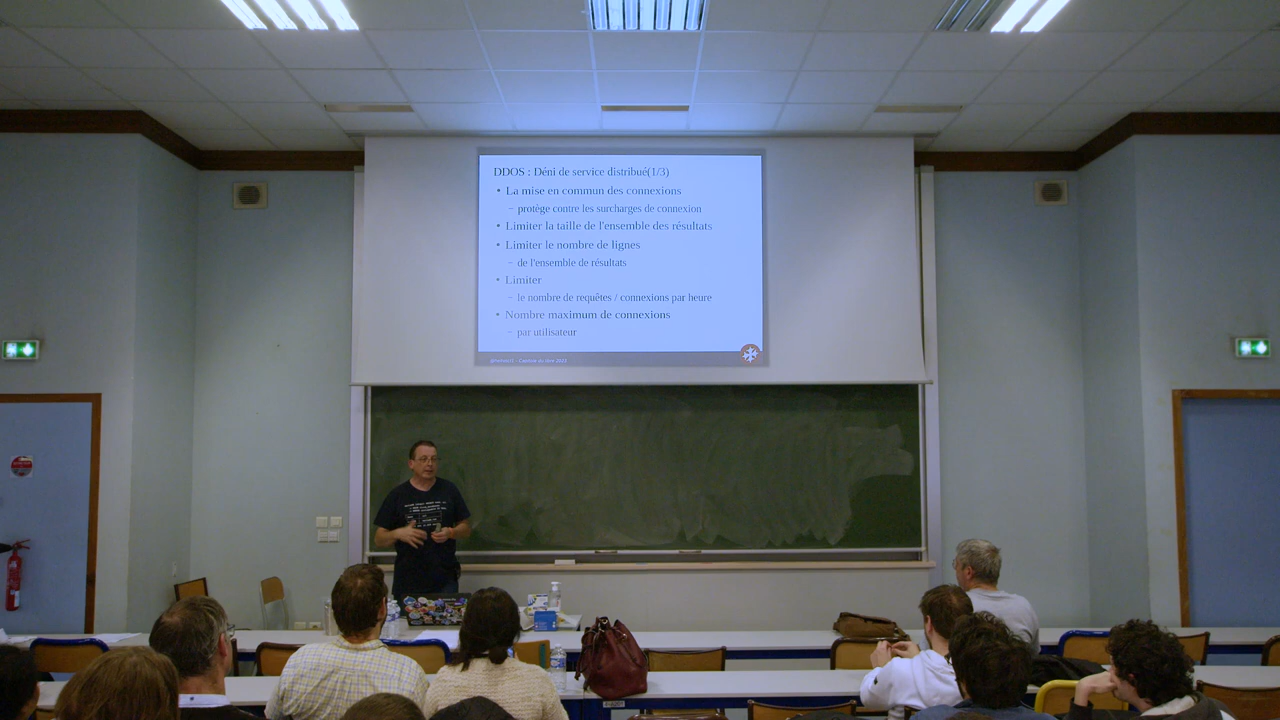 DDOS : Déni de service distribué(1/3)
• La mise en commun des connexions
– protège contre les surcharges de connexion
• Limiter la taille de l'ensemble des résultats
• Limiter le nombre de lignes
– de l'ensemble de résultats
• Limiter
– le nombre de requêtes / connexions par heure
• Nombre maximum de connexions
– par utilisateur